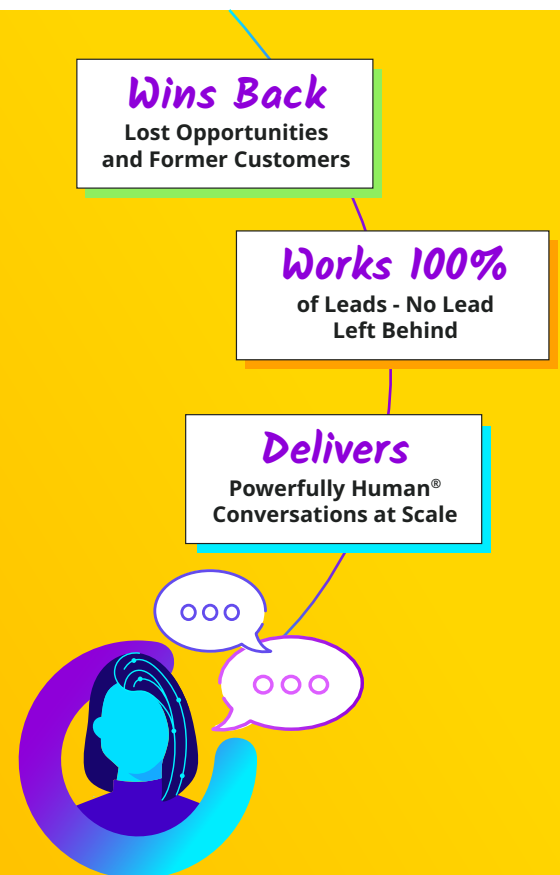 Wins Back
Lost Opportunities
and Former Customers
Works 100%
of Leads - No Lead
Left Behind
Delivers
Powerfully Human®
Conversations at Scale